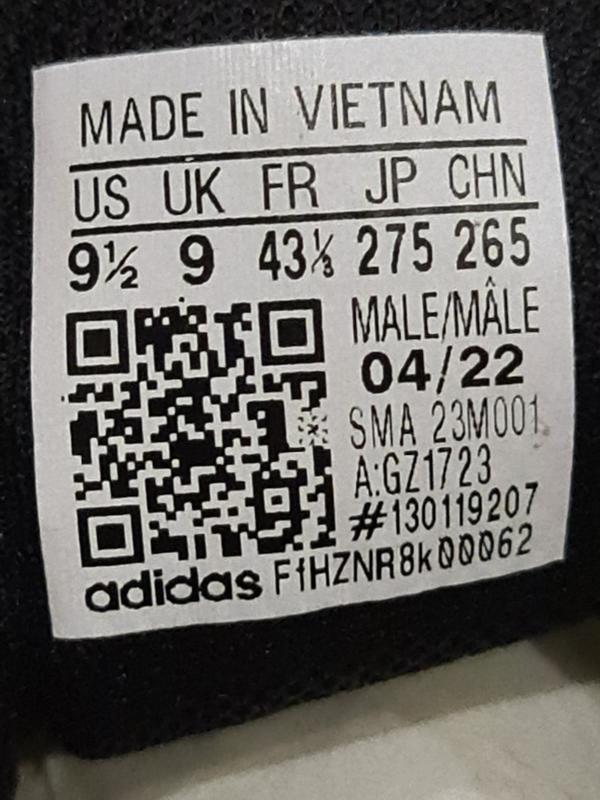 MADE IN VIETNAM
US UK FR JP CHN
9½ 9 43⅓ 275 265
MALE/MÂLE
04/22
SMA 23M001
A:GZ1723
#130119207
adidas FfHZNR8k00062